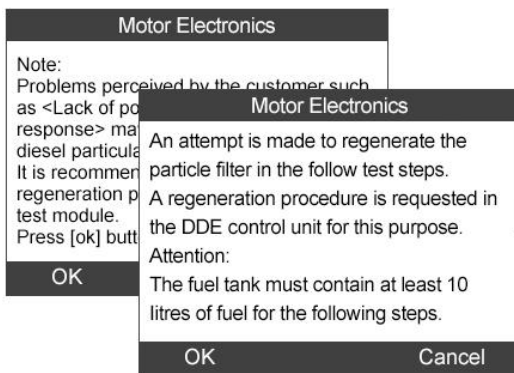 Motor Electronics
Note:
Problems perceived by the customer such
as <Lack of po
response> ma
diesel particula
It is recommen
regeneration p
test module.
Press [ok] butt
OK
Motor Electronics
An attempt is made to regenerate the
particle filter in the follow test steps.
A regeneration procedure is requested in
the DDE control unit for this purpose.
Attention:
The fuel tank must contain at least 10
litres of fuel for the following steps.
OK Cancel